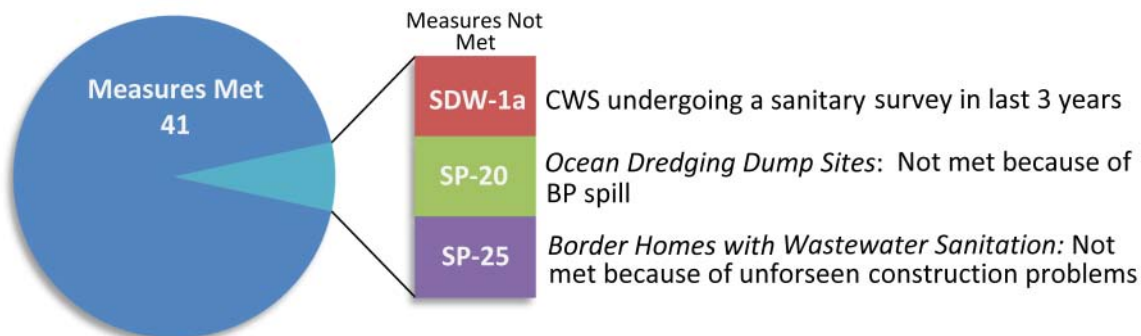 Measures Not
Met
Measures Met
41
SDW-1a
CWS undergoing a sanitary survey in last 3 years
SP-20
Ocean Dredging Dump Sites: Not met because of
BP spill
SP-25
Border Homes with Wastewater Sanitation: Not
met because of unforseen construction problems